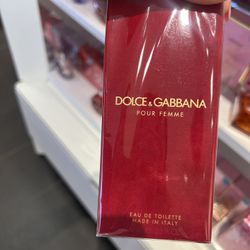 DOLCE & GABBANA
POUR FEMME
EAU DE TOILETTE
MADE IN ITALY